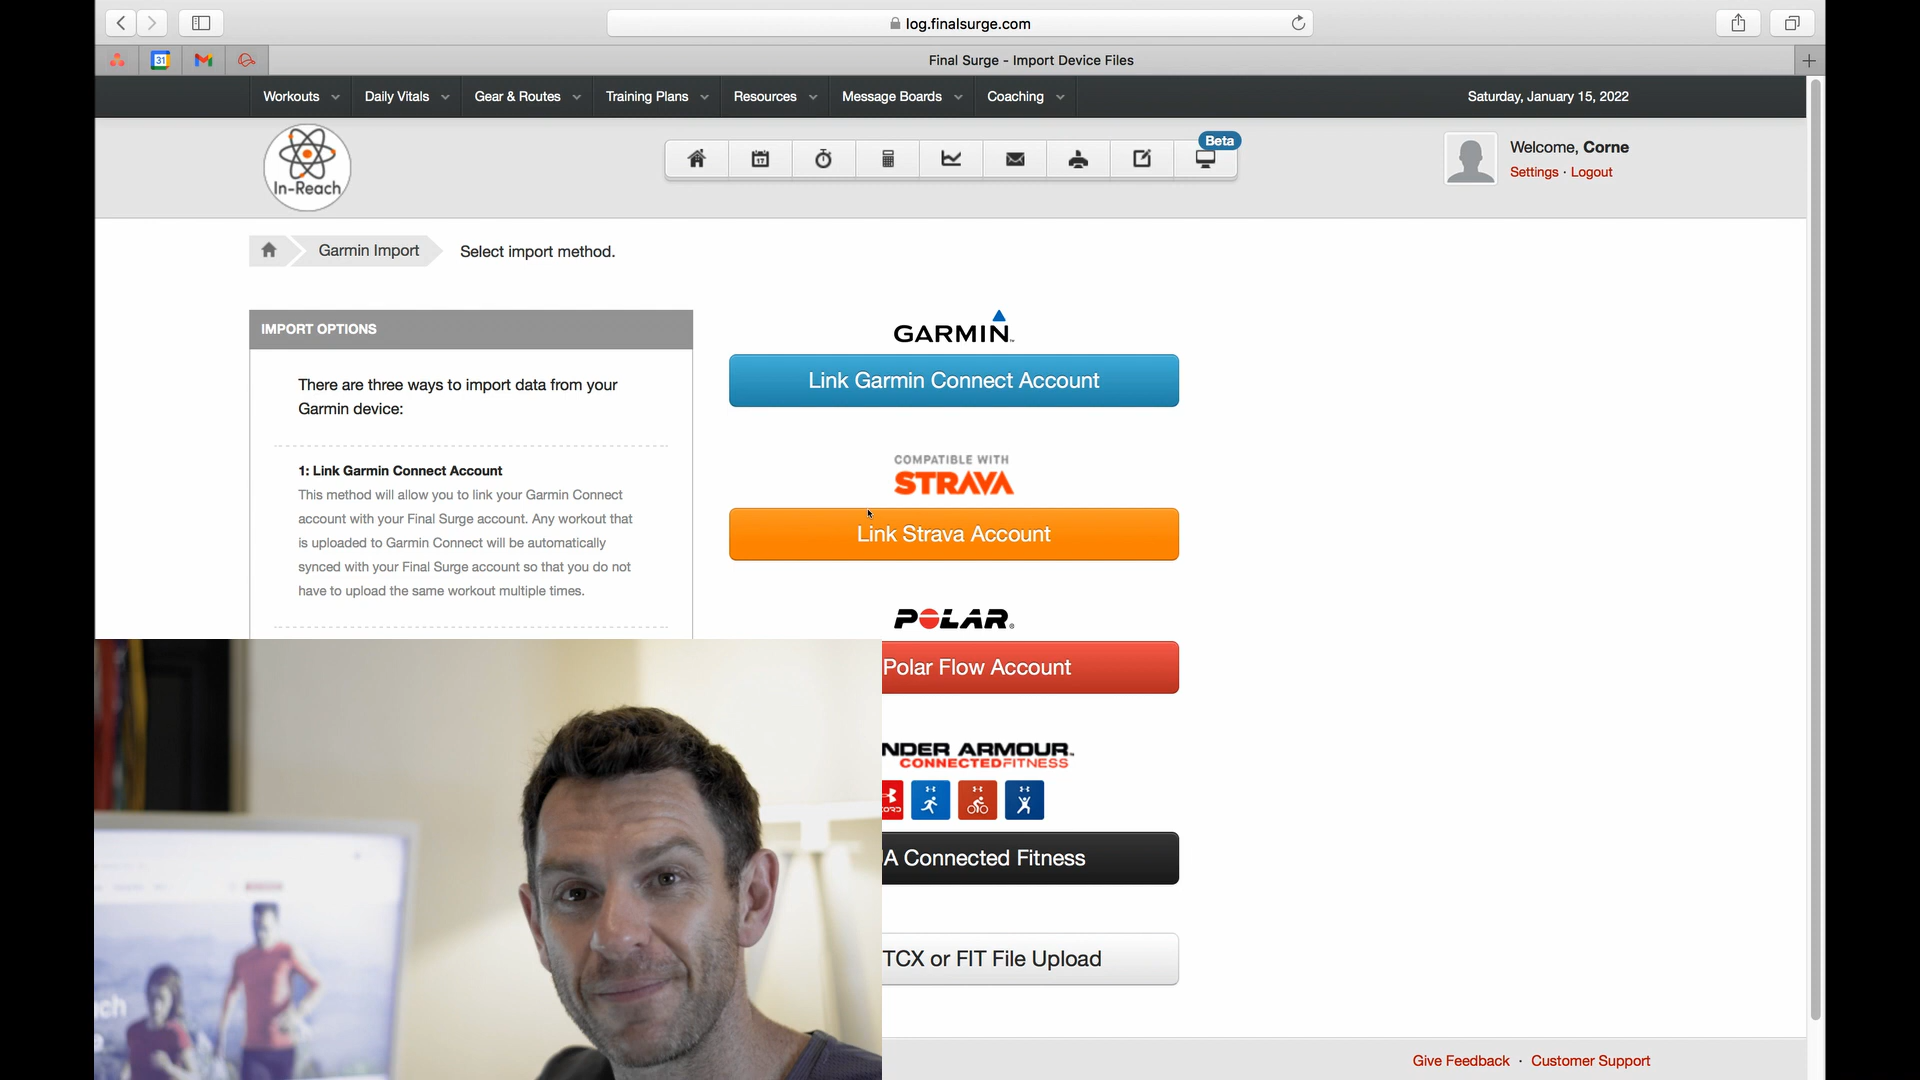 log.finalsurge.com
31
Final Surge - Import Device Files
Workouts
Daily Vitals
Gear & Routes
Training Plans
Resources
Message Boards
Coaching
Saturday, January 15, 2022
In-Reach
17
Beta
Welcome, Corne
Settings · Logout
Garmin Import
Select import method.
IMPORT OPTIONS
There are three ways to import data from your
Garmin device:
1: Link Garmin Connect Account
This method will allow you to link your Garmin Connect
account with your Final Surge account. Any workout that
is uploaded to Garmin Connect will be automatically
synced with your Final Surge account so that you do not
have to upload the same workout multiple times.
GARMIN™
Link Garmin Connect Account
COMPATIBLE WITH
STRAVA
Link Strava Account
POLAR®
Polar Flow Account
NDER ARMOUR™
CONNECTEDFITNESS
A Connected Fitness
TCX or FIT File Upload
Give Feedback · Customer Support